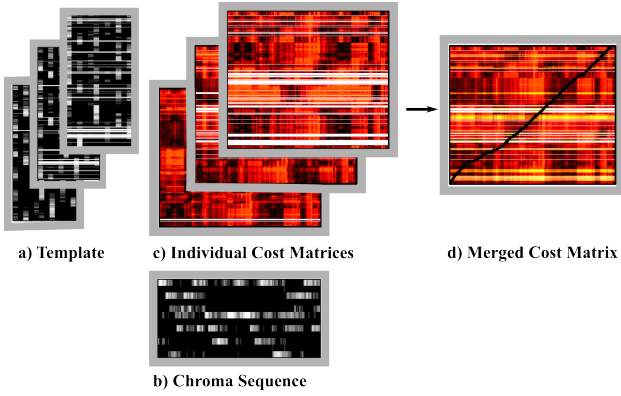 a) Template
c) Individual Cost Matrices
d) Merged Cost Matrix
b) Chroma Sequence